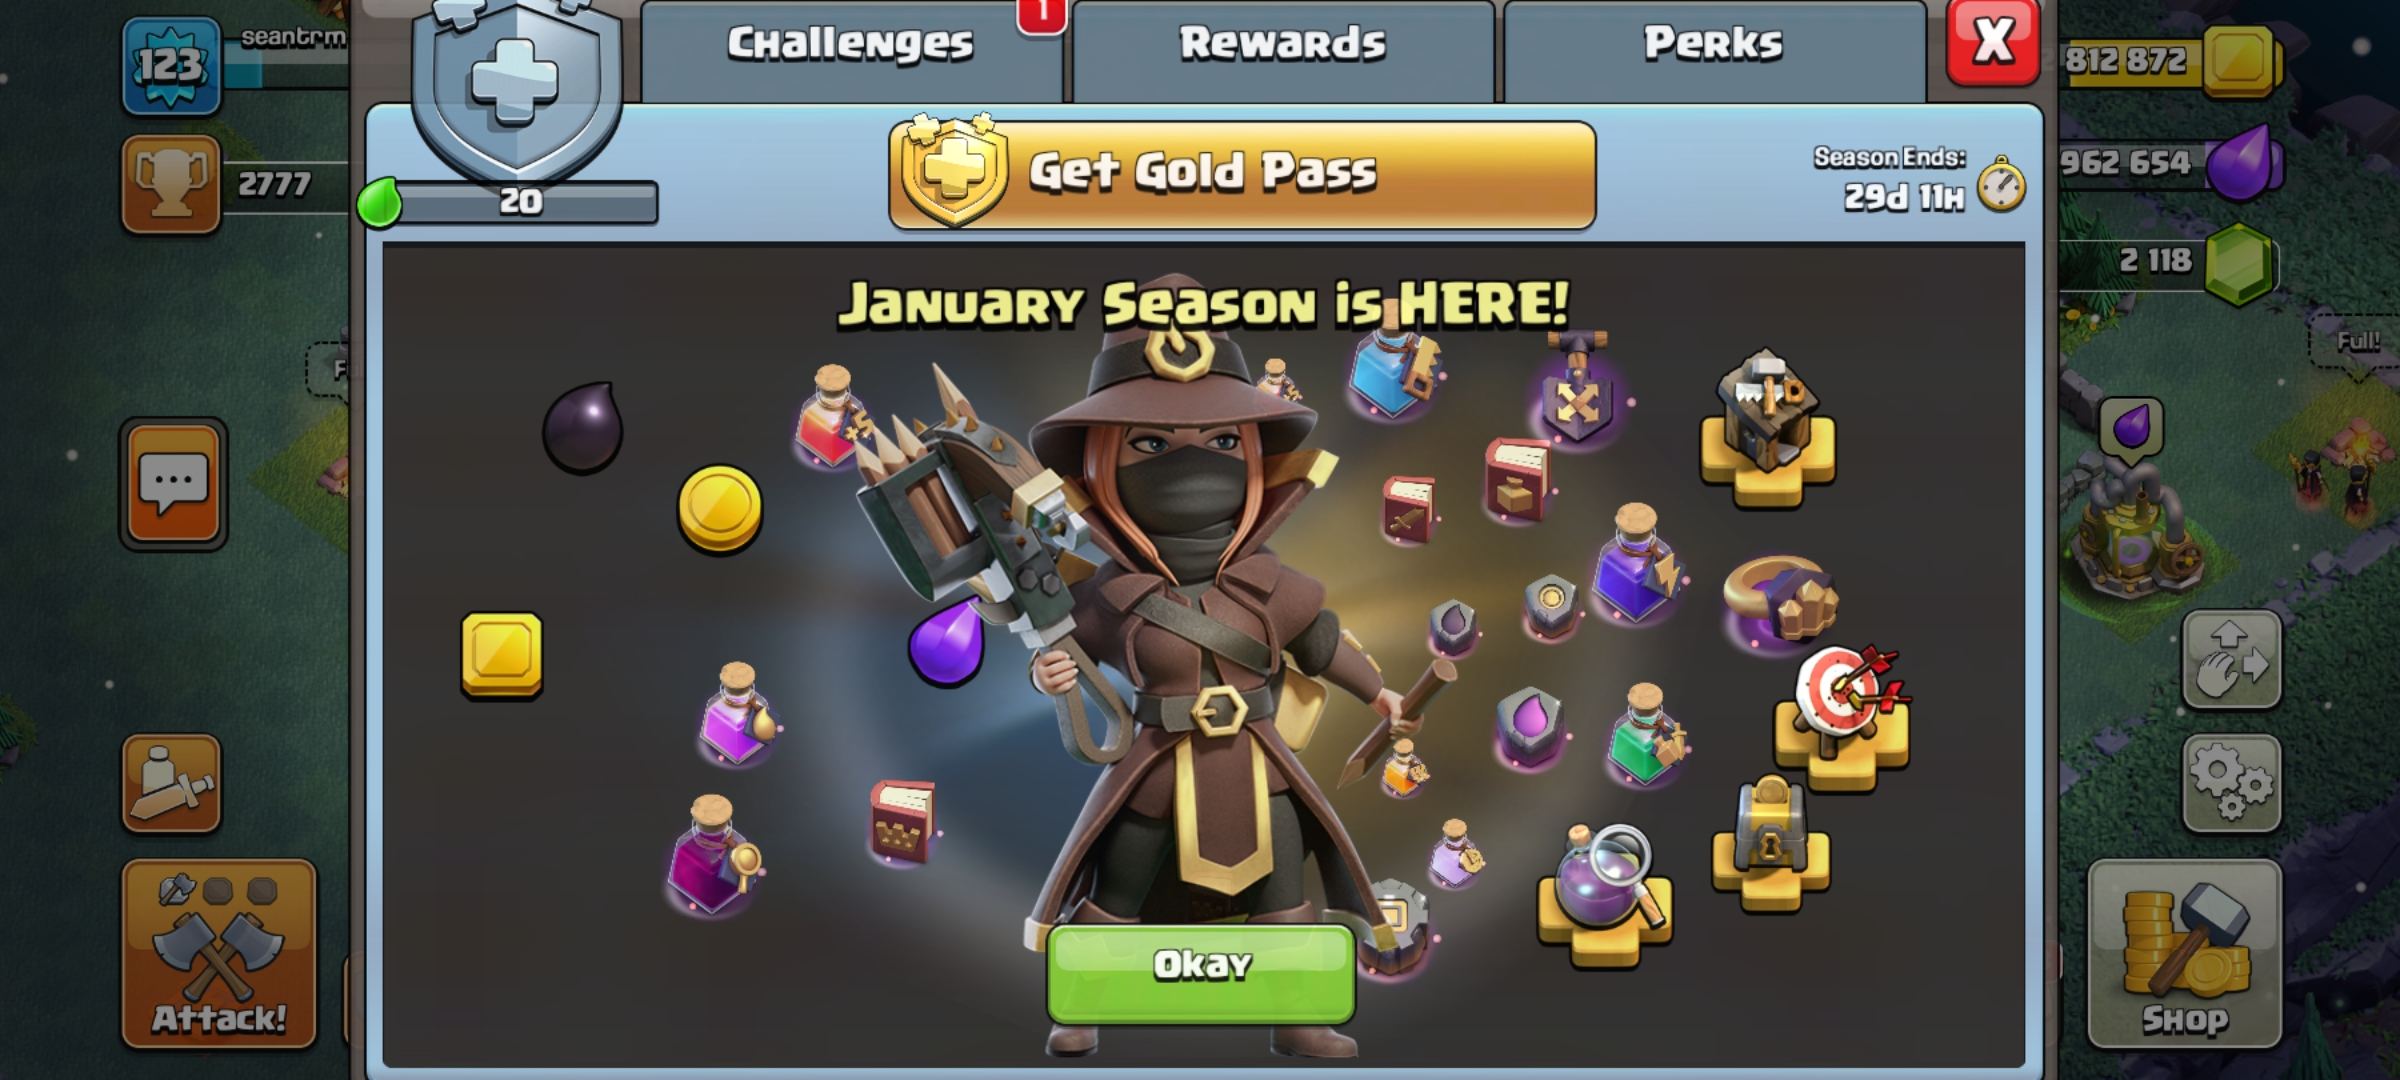 123
seantrm
Challenges
1
Rewards
Perks
X
812 872
2777
20
Get Gold Pass
Season Ends:
29d 11H
962 654
2 118
January Season is HERE!
Full!
+5
Okay
Attack!
Shop